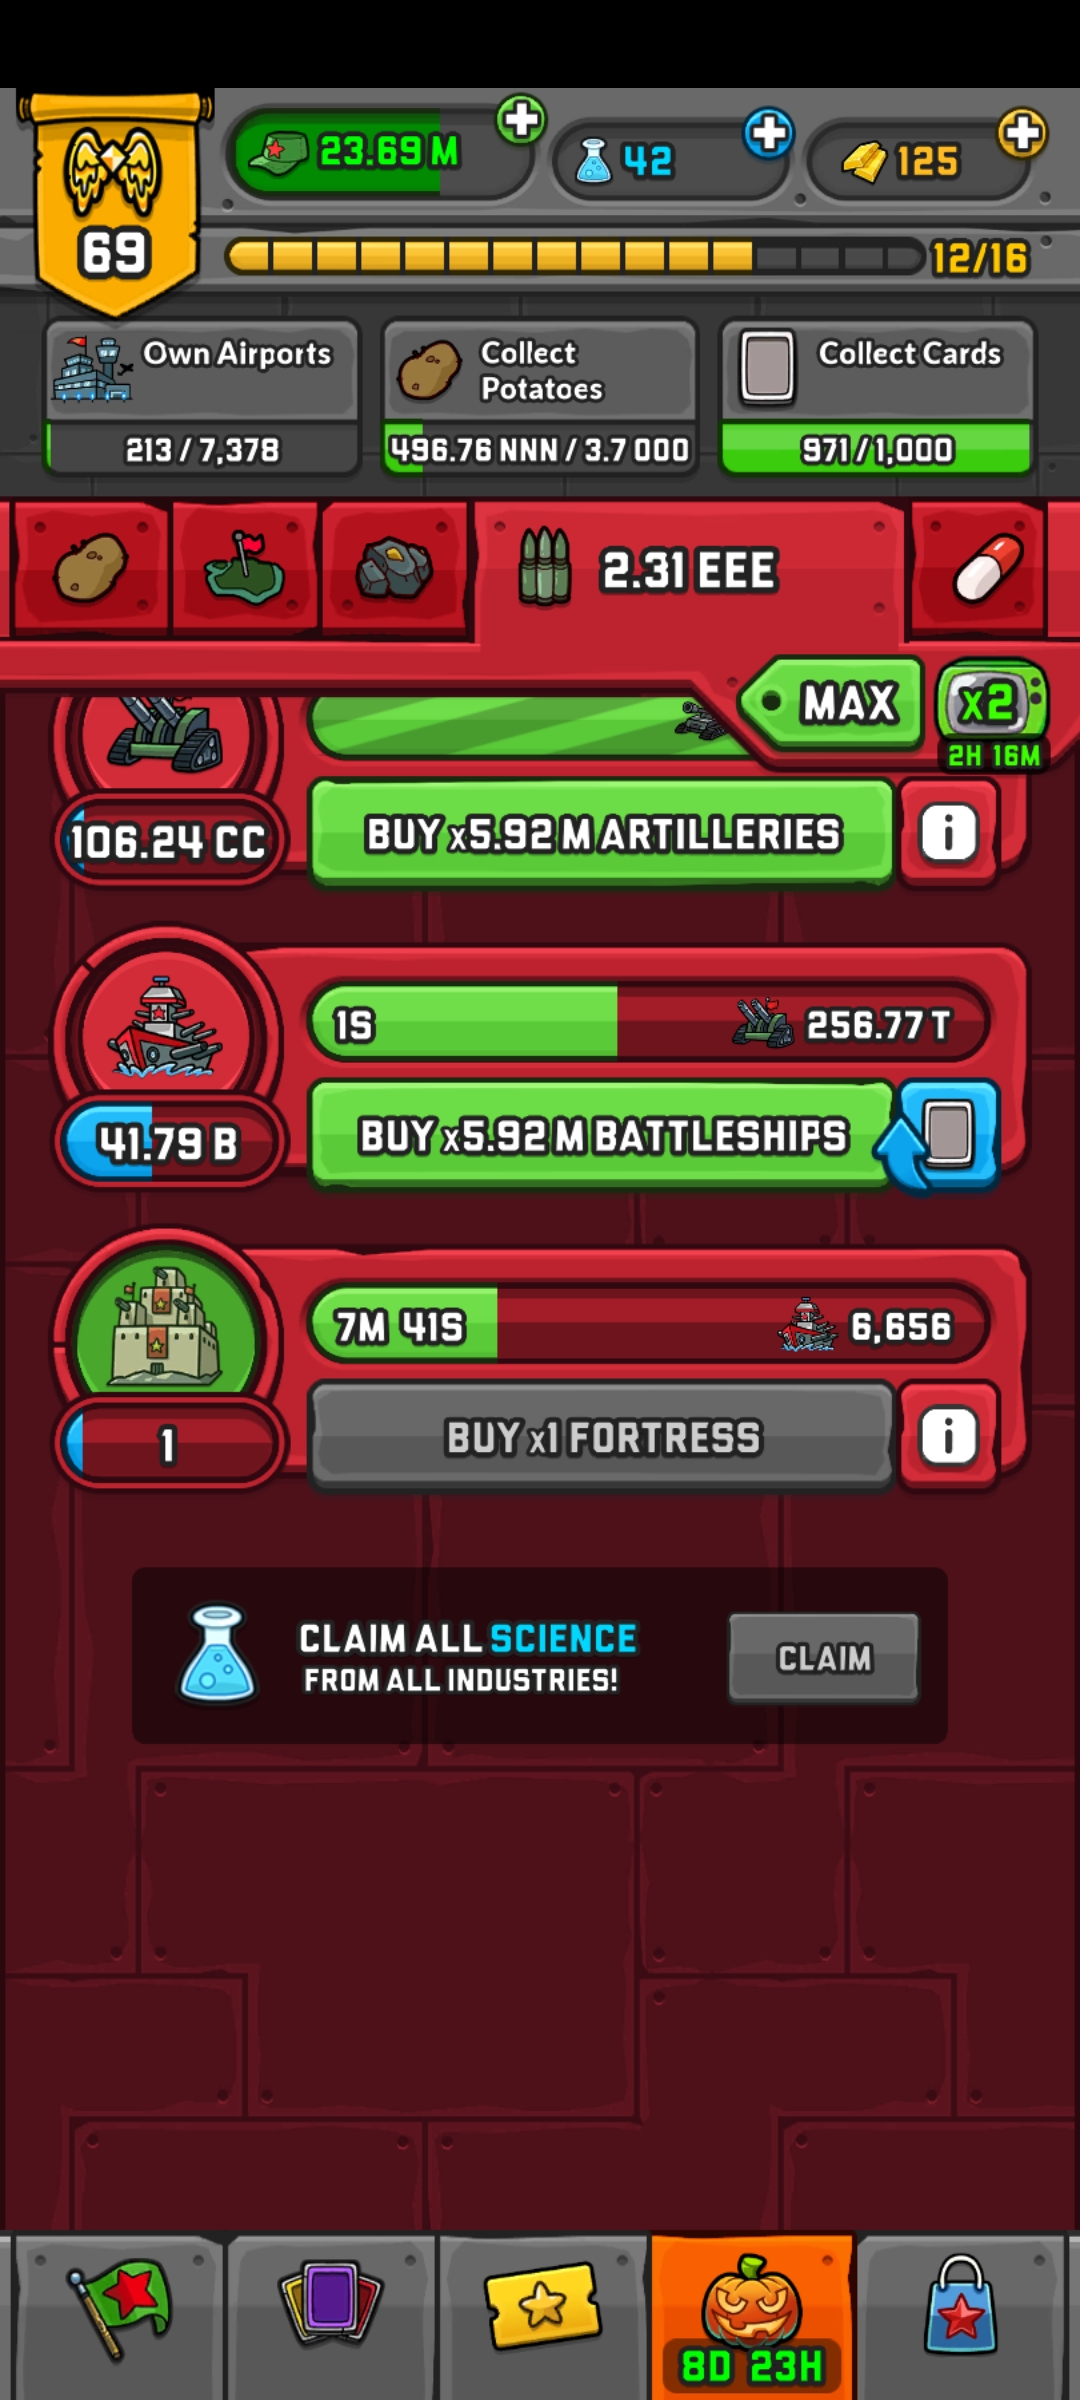 23.69 M
42
125
69
12/16
Own Airports
213 / 7,378
Collect
Potatoes
496.76 NNN / 3.7 OOO
Collect Cards
971 / 1,000
2.31 EEE
MAX
x2
2H 16M
106.24 CC
BUY x5.92 M ARTILLERIES
i
1S
256.77 T
41.79 B
BUY x5.92 M BATTLESHIPS
7M 41S
6,656
1
BUY x1 FORTRESS
i
CLAIM ALL SCIENCE
FROM ALL INDUSTRIES!
CLAIM
8D 23H